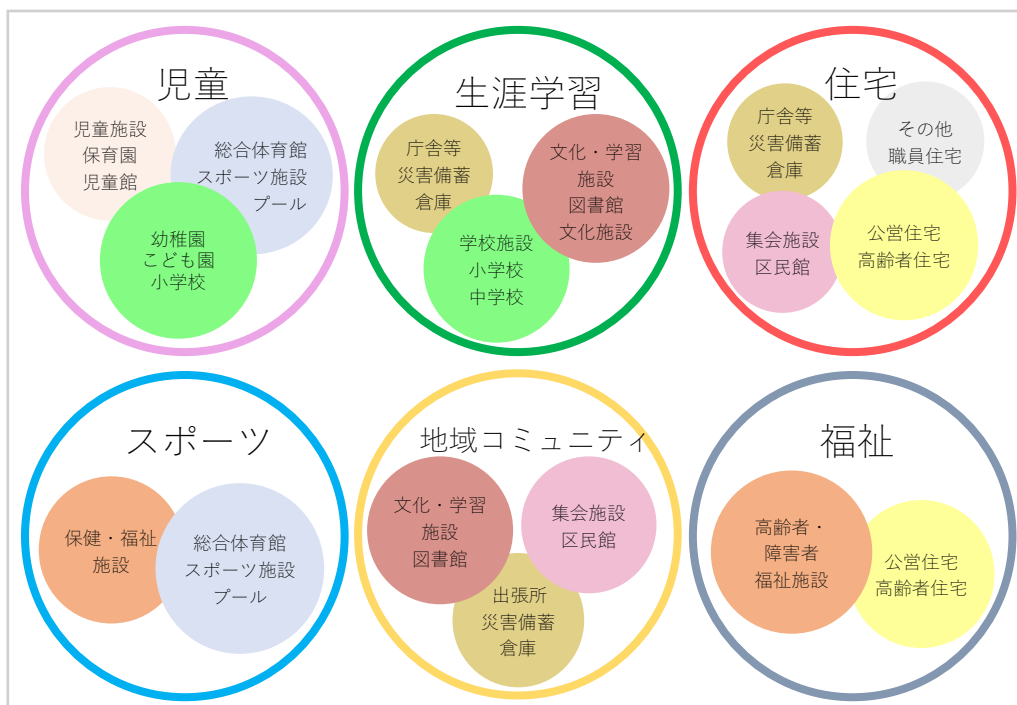 児童
児童施設
保育園
児童館
総合体育館
スポーツ施設
プール
幼稚園
こども園
小学校
生涯学習
庁舎等
災害備蓄
倉庫
文化・学習
施設
図書館
文化施設
学校施設
小学校
中学校
住宅
庁舎等
災害備蓄
倉庫
その他
職員住宅
集会施設
区民館
公営住宅
高齢者住宅
スポーツ
保健・福祉
施設
総合体育館
スポーツ施設
プール
地域コミュニティ
文化・学習
施設
図書館
集会施設
区民館
出張所
災害備蓄
倉庫
福祉
高齢者・
障害者
福祉施設
公営住宅
高齢者住宅